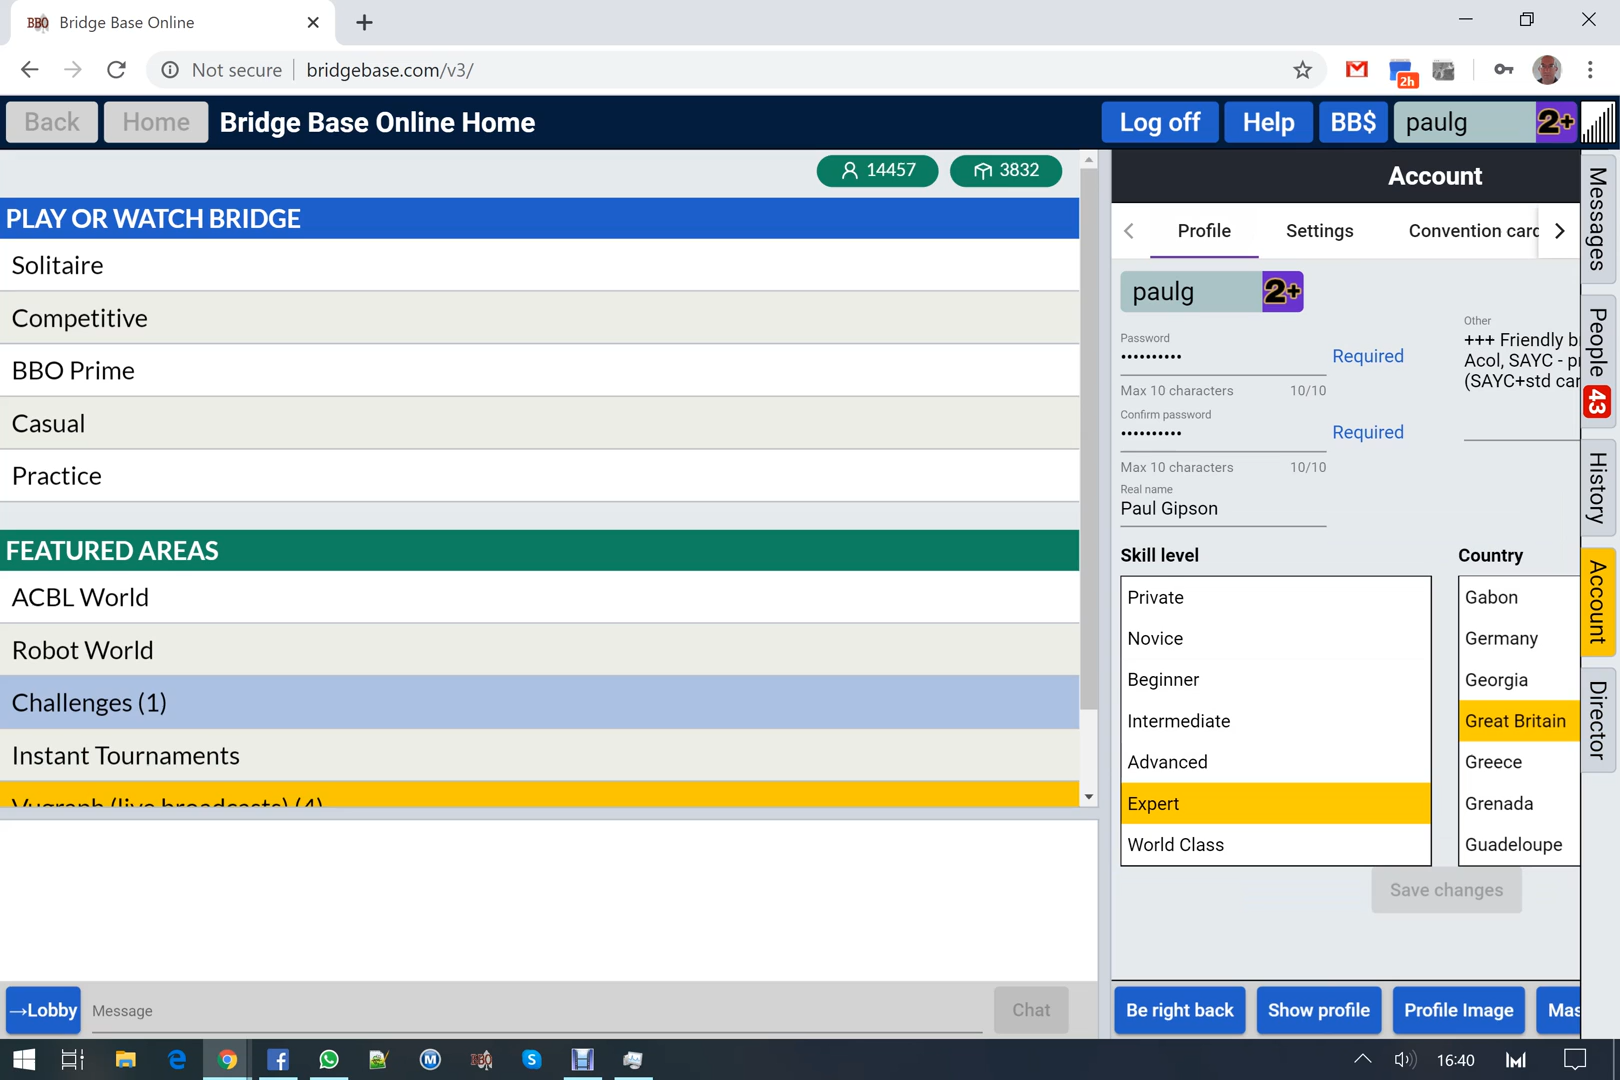 Bridge Base Online
Not secure
bridgebase.com/v3/
2h
Back
Home
Bridge Base Online Home
Log off
Help
BB$
paulg
2+
14457
3832
PLAY OR WATCH BRIDGE
Solitaire
Competitive
BBO Prime
Casual
Practice
FEATURED AREAS
ACBL World
Robot World
Challenges (1)
Instant Tournaments
Vugraph (live broadcasts) (4)
→Lobby
Message
Chat
Account
Profile
Settings
Convention card
paulg
2+
Password
••••••••••
Required
Max 10 characters
10/10
Confirm password
••••••••••
Required
Max 10 characters
10/10
Real name
Paul Gipson
Other
+++ Friendly b
Acol, SAYC - p
(SAYC+std car
Skill level
Private
Novice
Beginner
Intermediate
Advanced
Expert
World Class
Country
Gabon
Germany
Georgia
Great Britain
Greece
Grenada
Guadeloupe
Save changes
Be right back
Show profile
Profile Image
Mas
Messages
People
43
History
Account
Director
16:40